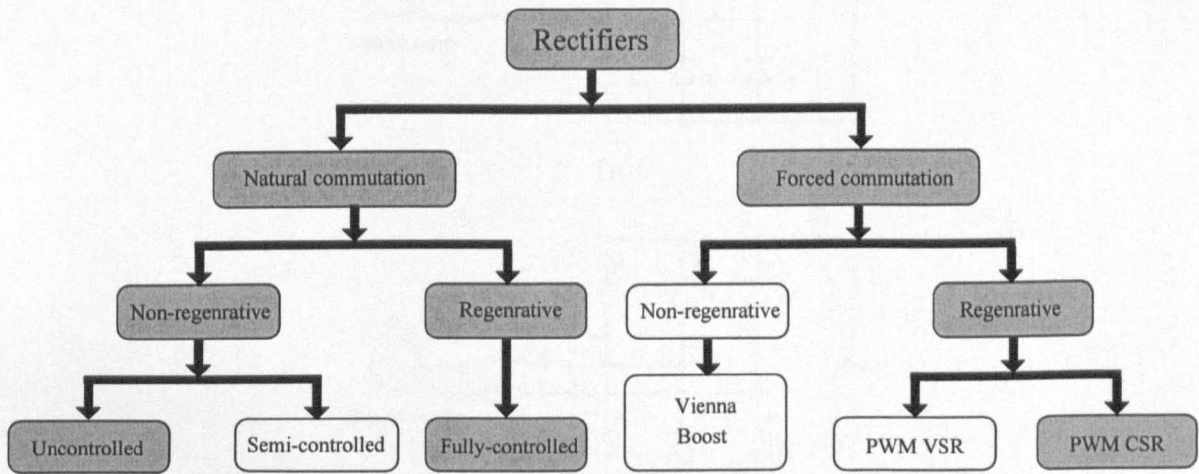 Rectifiers
Natural commutation
Forced commutation
Non-regenrative
Regenrative
Non-regenrative
Regenrative
Uncontrolled
Semi-controlled
Fully-controlled
Vienna
Boost
PWM VSR
PWM CSR